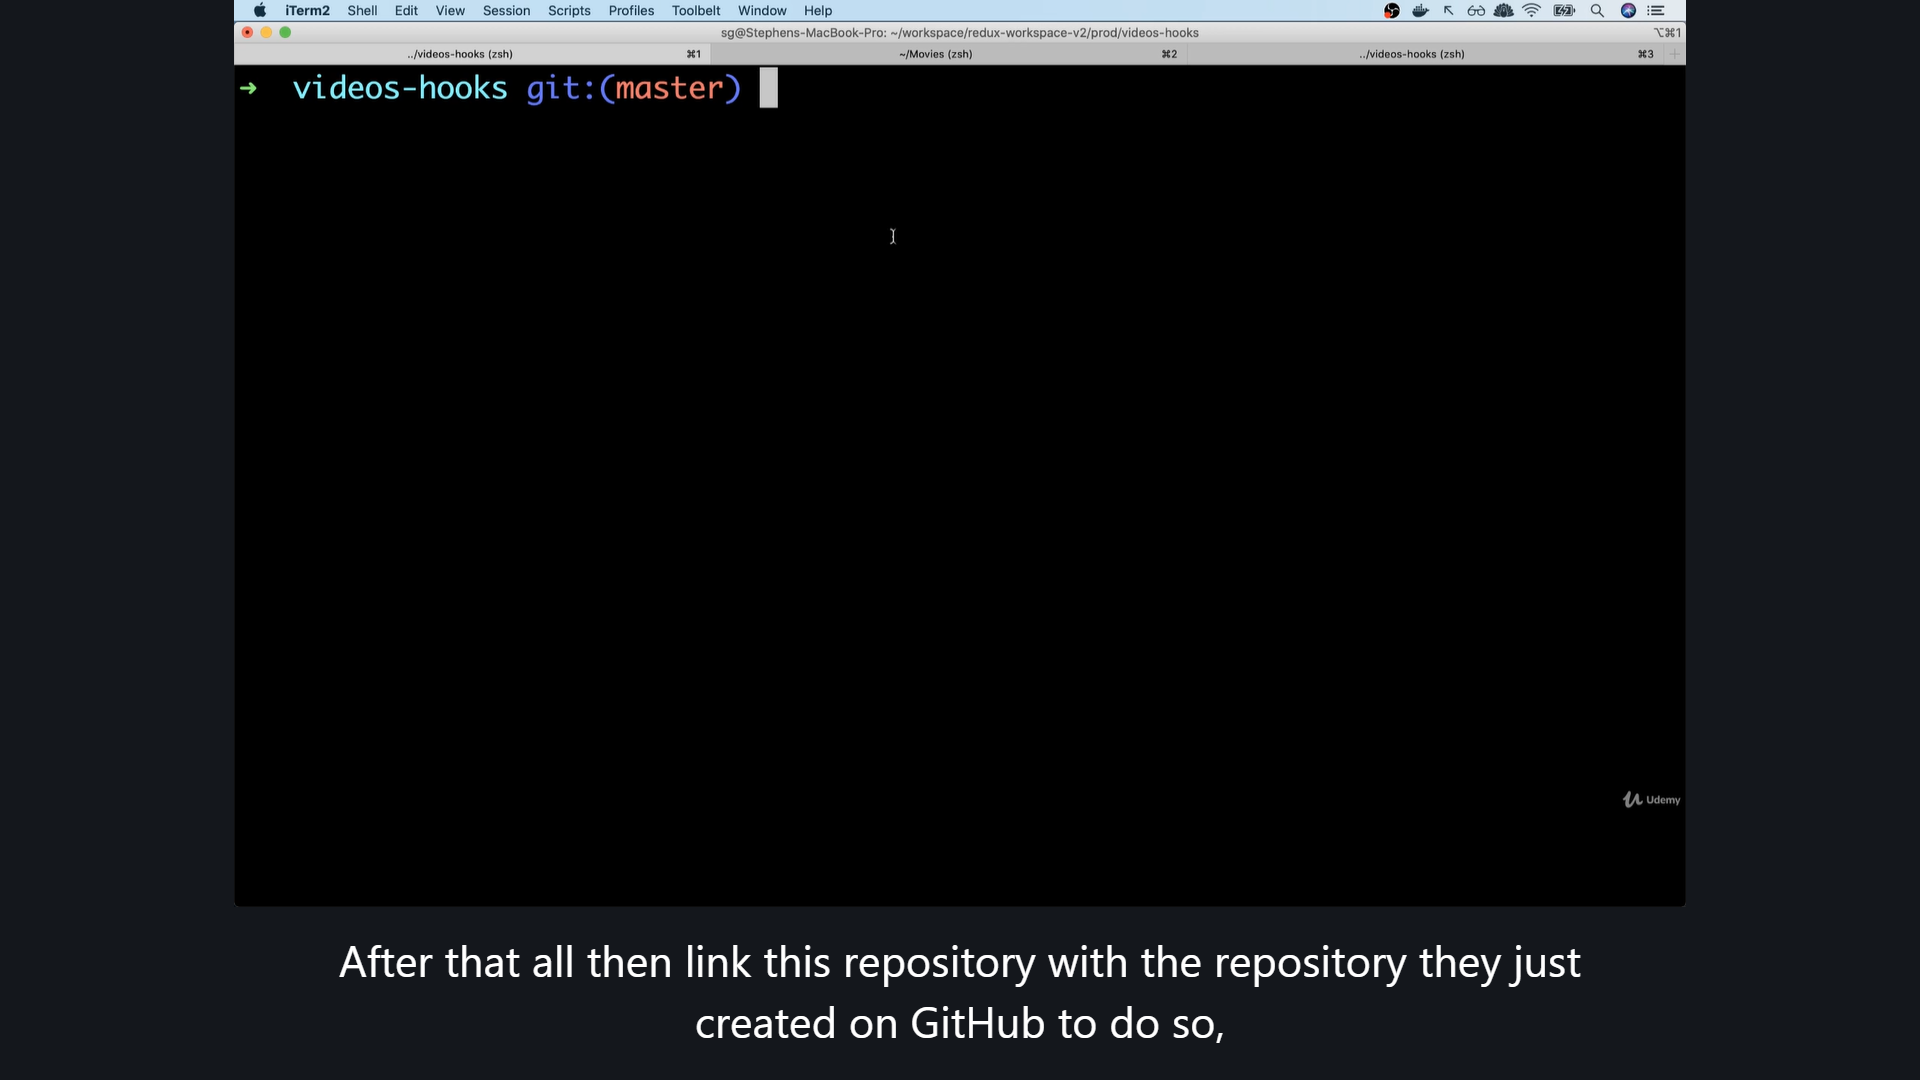 iTerm2 Shell Edit View Session Scripts Profiles Toolbelt Window Help
sg@Stephens-MacBook-Pro: ~/workspace/redux-workspace-v2/prod/videos-hooks ⌥⌘1
../videos-hooks (zsh) ⌘1 ~/Movies (zsh) ⌘2 ../videos-hooks (zsh) ⌘3
➜ videos-hooks git:(master)
Udemy
After that all then link this repository with the repository they just
created on GitHub to do so,